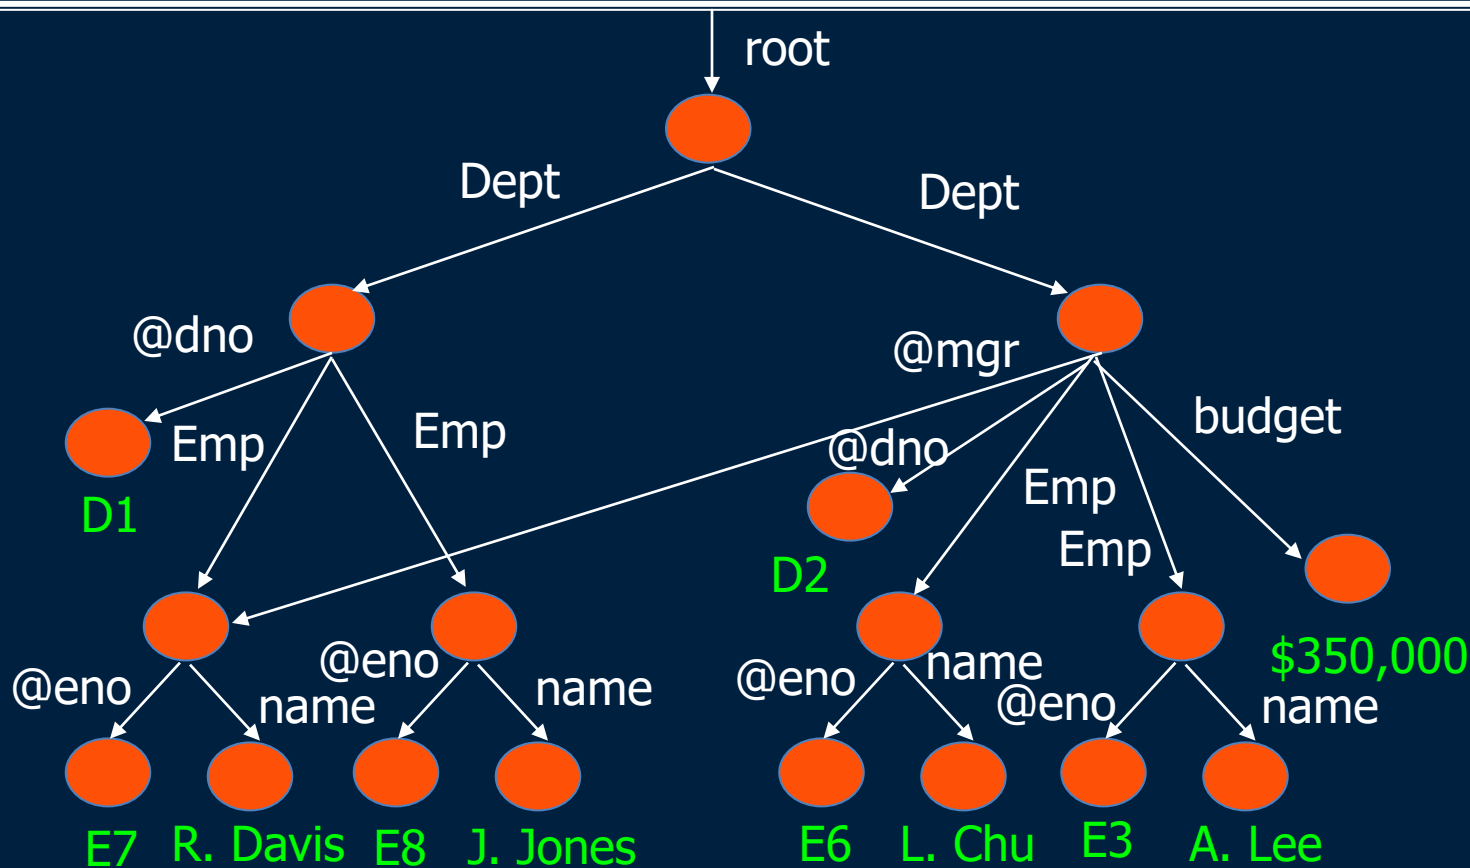 root
Dept
Dept
@dno
@mgr
budget
Emp
Emp
@dno
Emp
D1
Emp
D2
$350,000
@eno
name
@eno
name
@eno
name
@eno
name
E7
R. Davis
E8
J. Jones
E6
L. Chu
E3
A. Lee